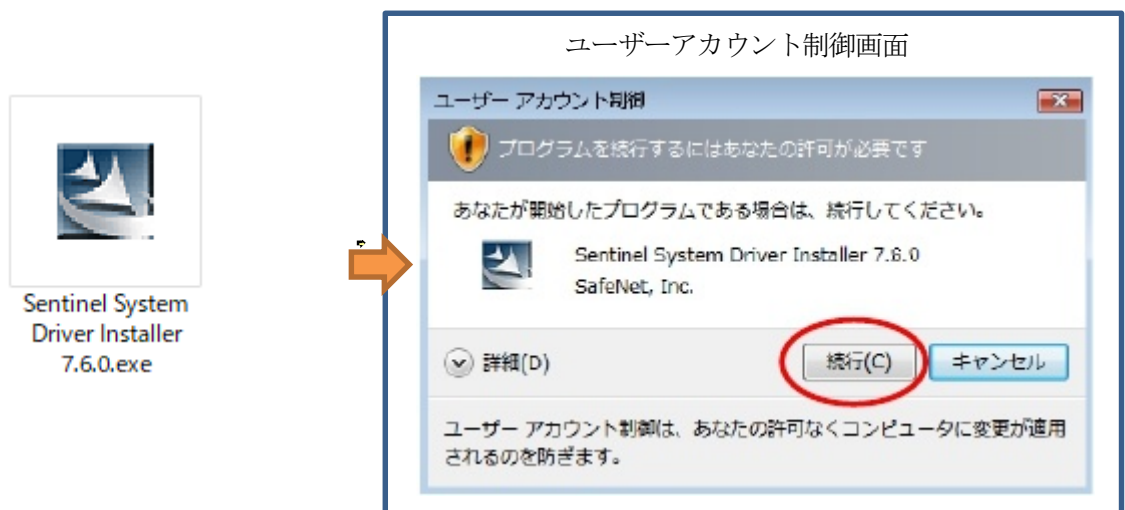 ユーザーアカウント制御画面
ユーザー アカウント制御
プログラムを続行するにはあなたの許可が必要です
あなたが開始したプログラムである場合は、続行してください。
Sentinel System Driver Installer 7.6.0
SafeNet, Inc.
詳細(D)
続行(C)
キャンセル
ユーザー アカウント制御は、あなたの許可なくコンピュータに変更が適用
されるのを防ぎます。
Sentinel System
Driver Installer
7.6.0.exe